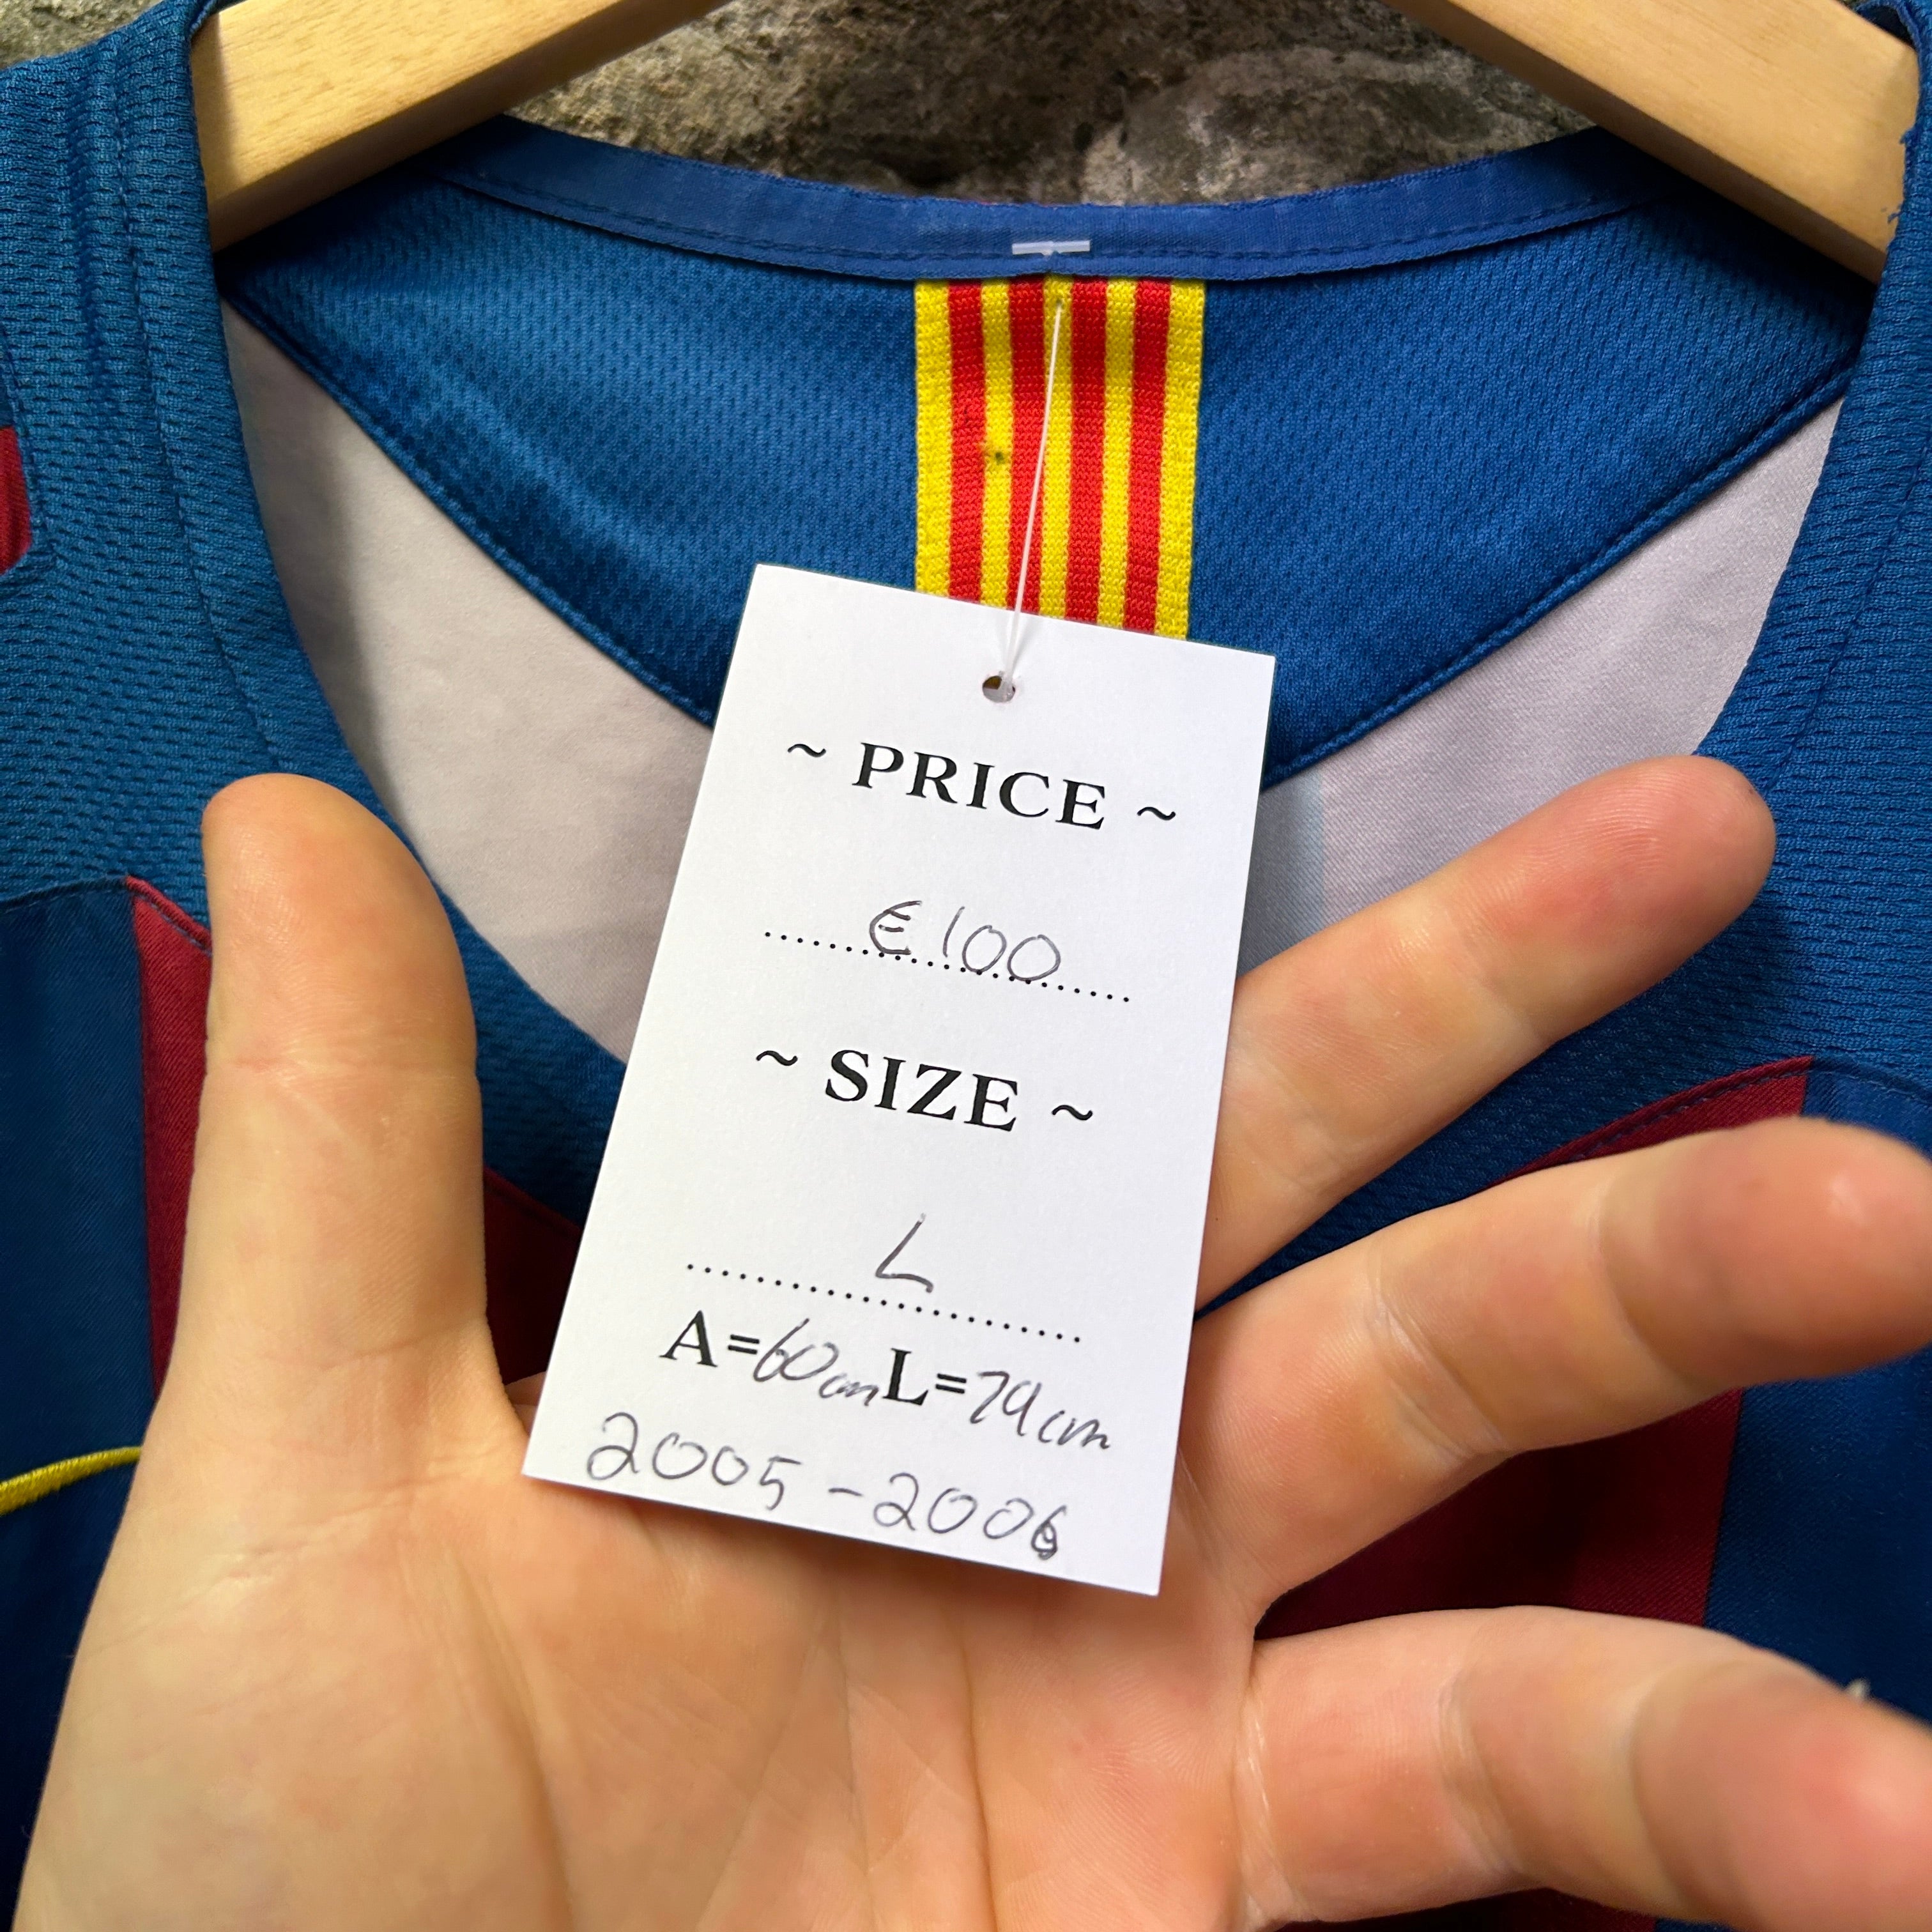 ~ PRICE ~
€100
~ SIZE ~
L
A=60cm L=79cm
2005-2006